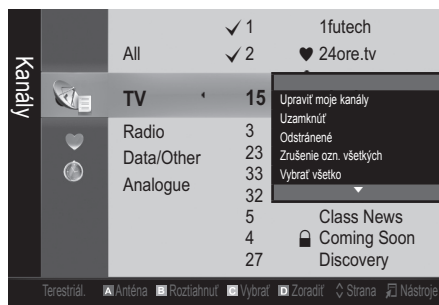 Kanály
✓ 1 1futech
All ✓ 2 ♥ 24ore.tv
TV 15
Radio 3
Data/Other 23
Analogue 33
32
5 Class News
4 Coming Soon
27 Discovery
Upraviť moje kanály
Uzamknúť
Odstránené
Zrušenie ozn. všetkých
Vybrať všetko
Terestriál. A Anténa B Roztiahnuť C Vybrať D Zoradiť Strana Nástroje